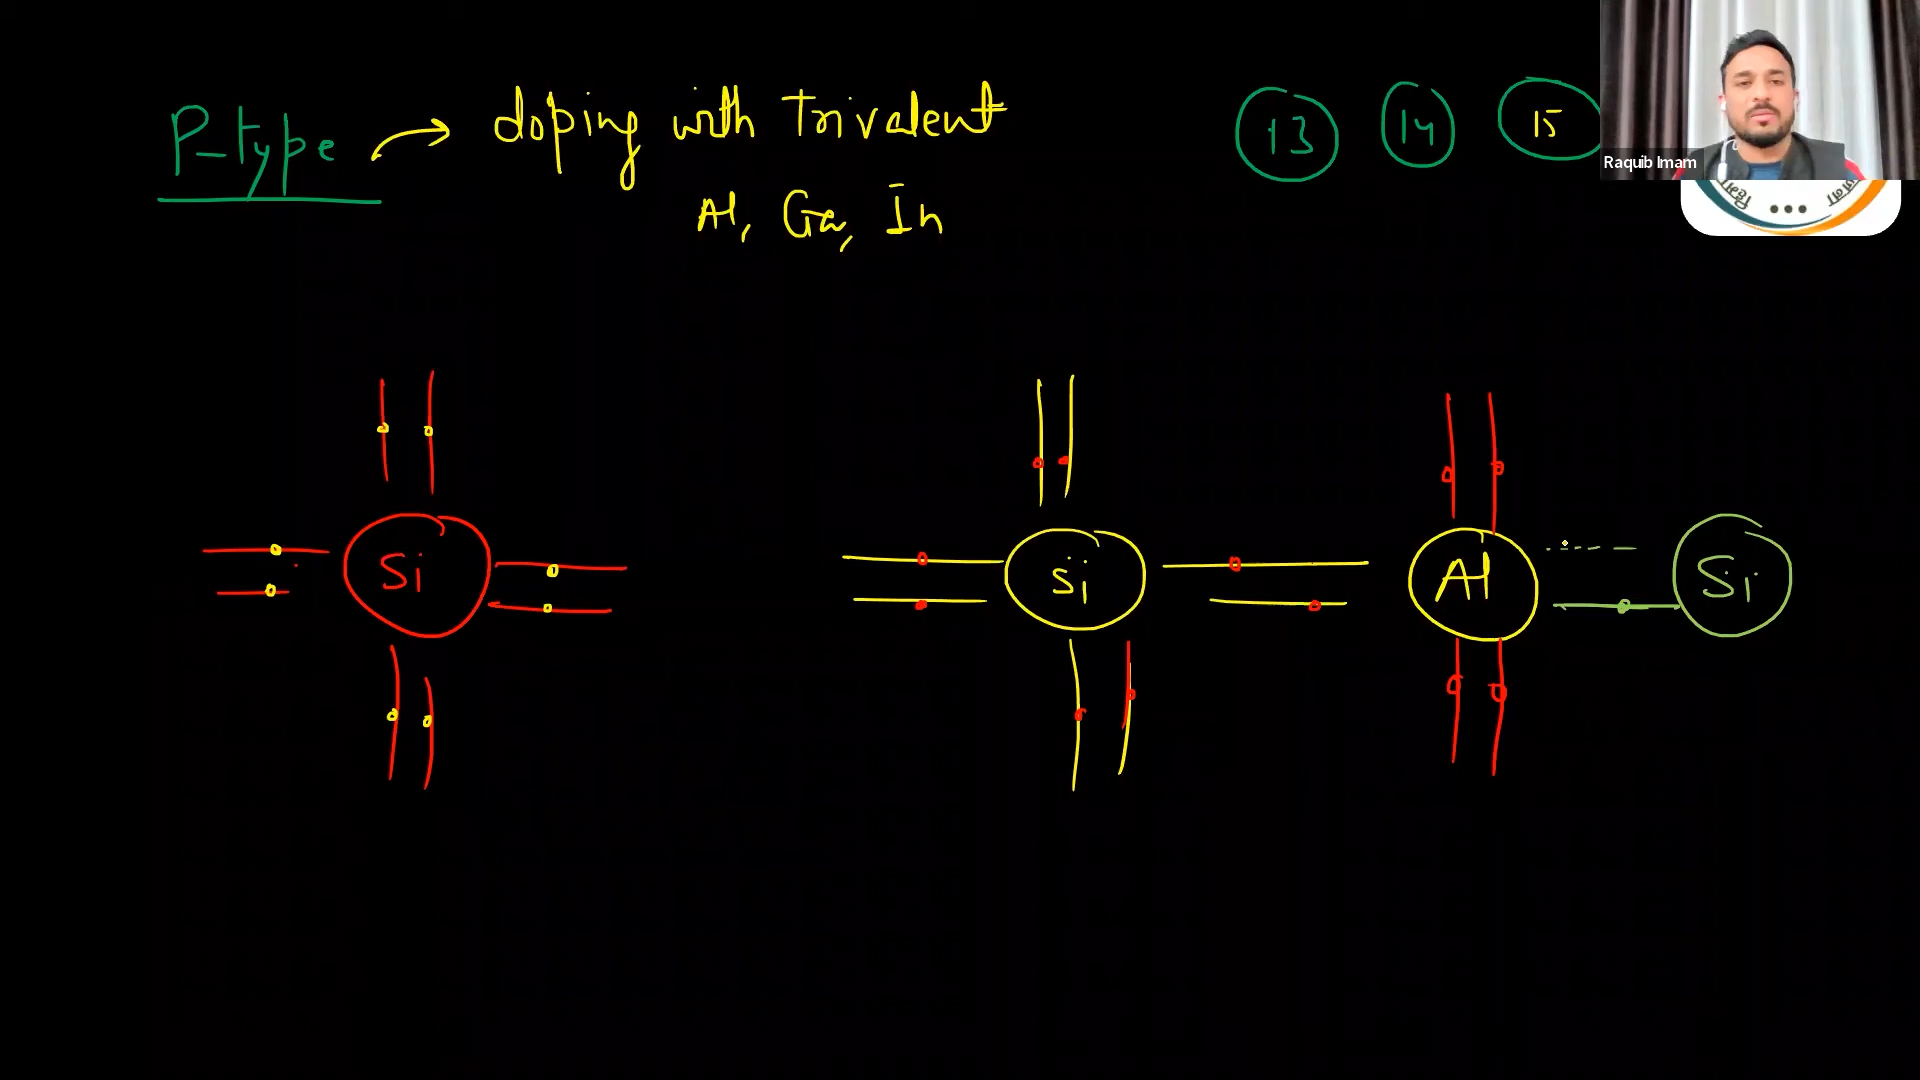 P-type → doping with Trivalent
Al, Ga, In
13 14 15
Raquib Imam
Si
Si
Al
Si